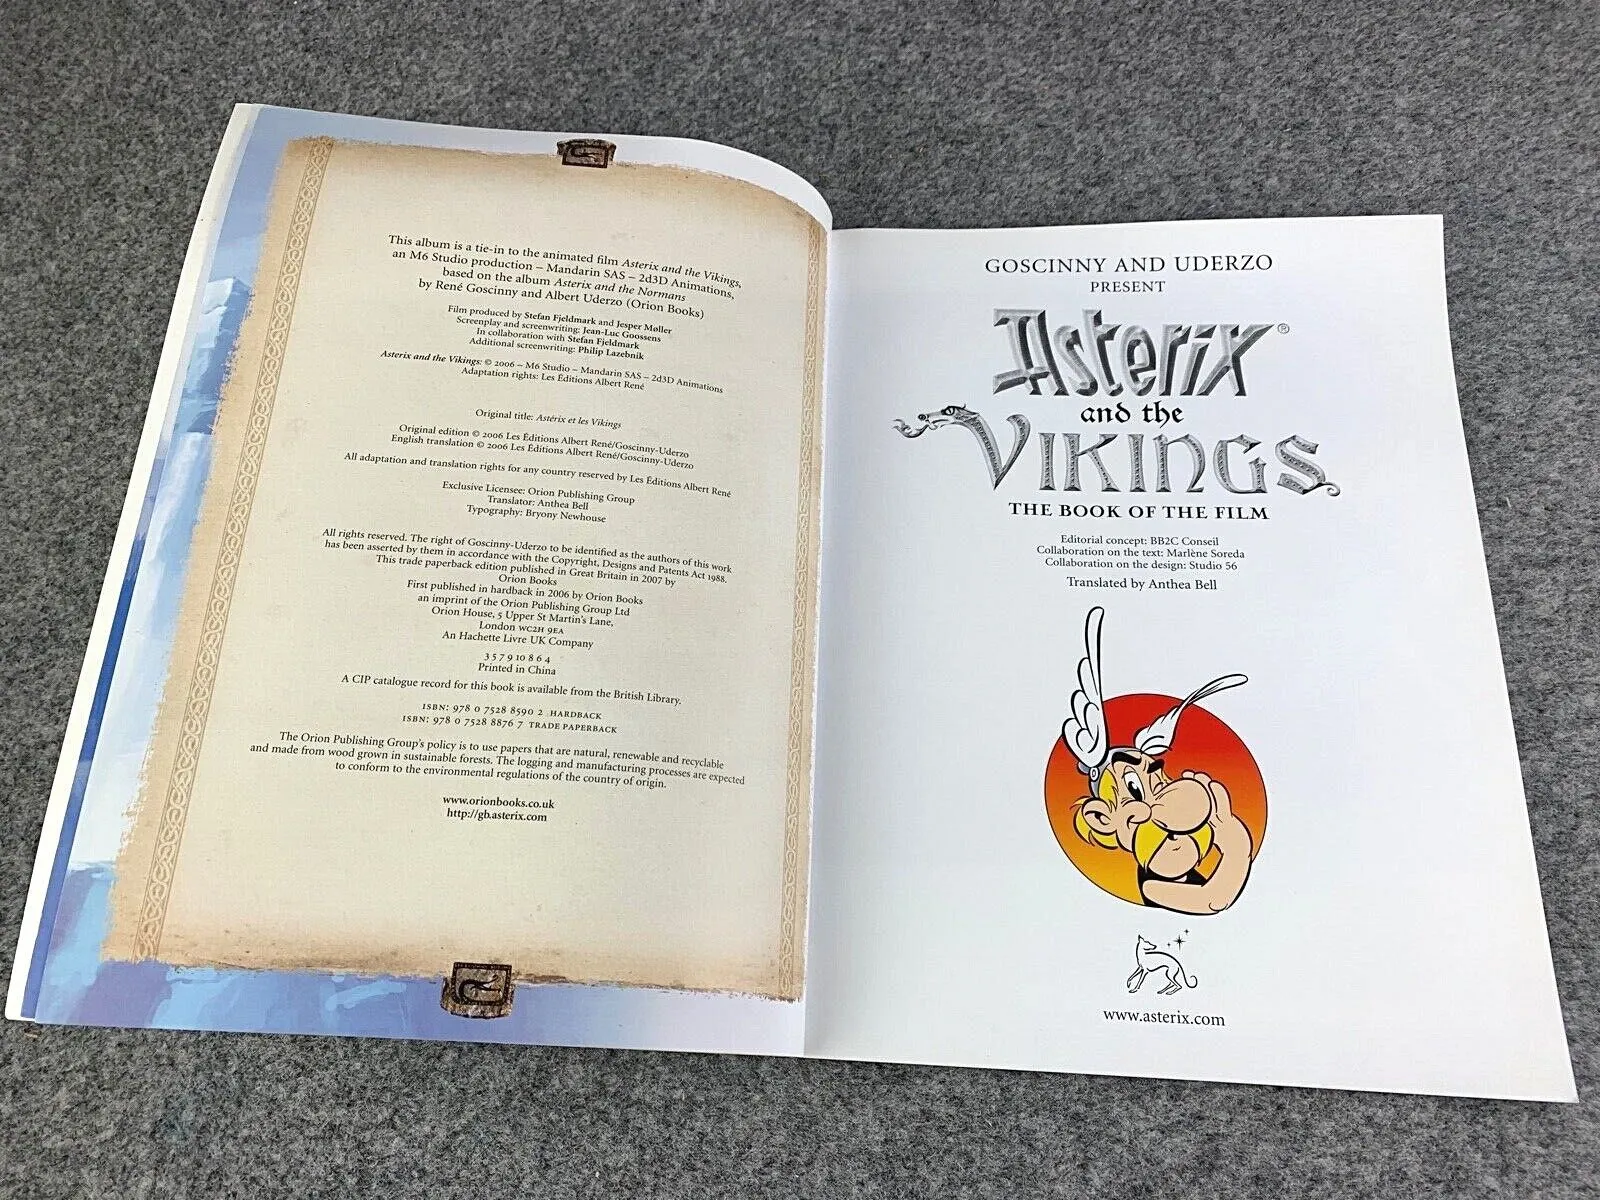 This album is a tie-in to the animated film Asterix and the Vikings,
an M6 Studio production – Mandarin SAS – 2d3D Animations,
based on the album Asterix and the Normans
by René Goscinny and Albert Uderzo (Orion Books)
Film produced by Stefan Fjeldmark and Jesper Møller
Screenplay and screenwriting: Jean-Luc Goossens
In collaboration with Stefan Fjeldmark
Additional screenwriting: Philip Lazebnik
Asterix and the Vikings: © 2006 – M6 Studio – Mandarin SAS – 2d3D Animations
Adaptation rights: Les Éditions Albert René
Original title: Astérix et les Vikings
Original edition © 2006 Les Éditions Albert René/Goscinny-Uderzo
English translation © 2006 Les Éditions Albert René/Goscinny-Uderzo
All adaptation and translation rights for any country reserved by Les Éditions Albert René
Exclusive Licensee: Orion Publishing Group
Translator: Anthea Bell
Typography: Bryony Newhouse
All rights reserved. The right of Goscinny-Uderzo to be identified as the authors of this work
has been asserted by them in accordance with the Copyright, Designs and Patents Act 1988.
This trade paperback edition published in Great Britain in 2007 by
Orion Books
First published in hardback in 2006 by Orion Books
an imprint of the Orion Publishing Group Ltd
Orion House, 5 Upper St Martin's Lane,
London WC2H 9EA
An Hachette Livre UK Company
3 5 7 9 10 8 6 4
Printed in China
A CIP catalogue record for this book is available from the British Library.
ISBN: 978 0 7528 8590 2 HARDBACK
ISBN: 978 0 7528 8876 7 TRADE PAPERBACK
The Orion Publishing Group's policy is to use papers that are natural, renewable and recyclable
and made from wood grown in sustainable forests. The logging and manufacturing processes are expected
to conform to the environmental regulations of the country of origin.
www.orionbooks.co.uk
http://gb.asterix.com
GOSCINNY AND UDERZO
PRESENT
Asterix®
and the
VIKINGS
THE BOOK OF THE FILM
Editorial concept: BB2C Conseil
Collaboration on the text: Marlène Soreda
Collaboration on the design: Studio 56
Translated by Anthea Bell
www.asterix.com